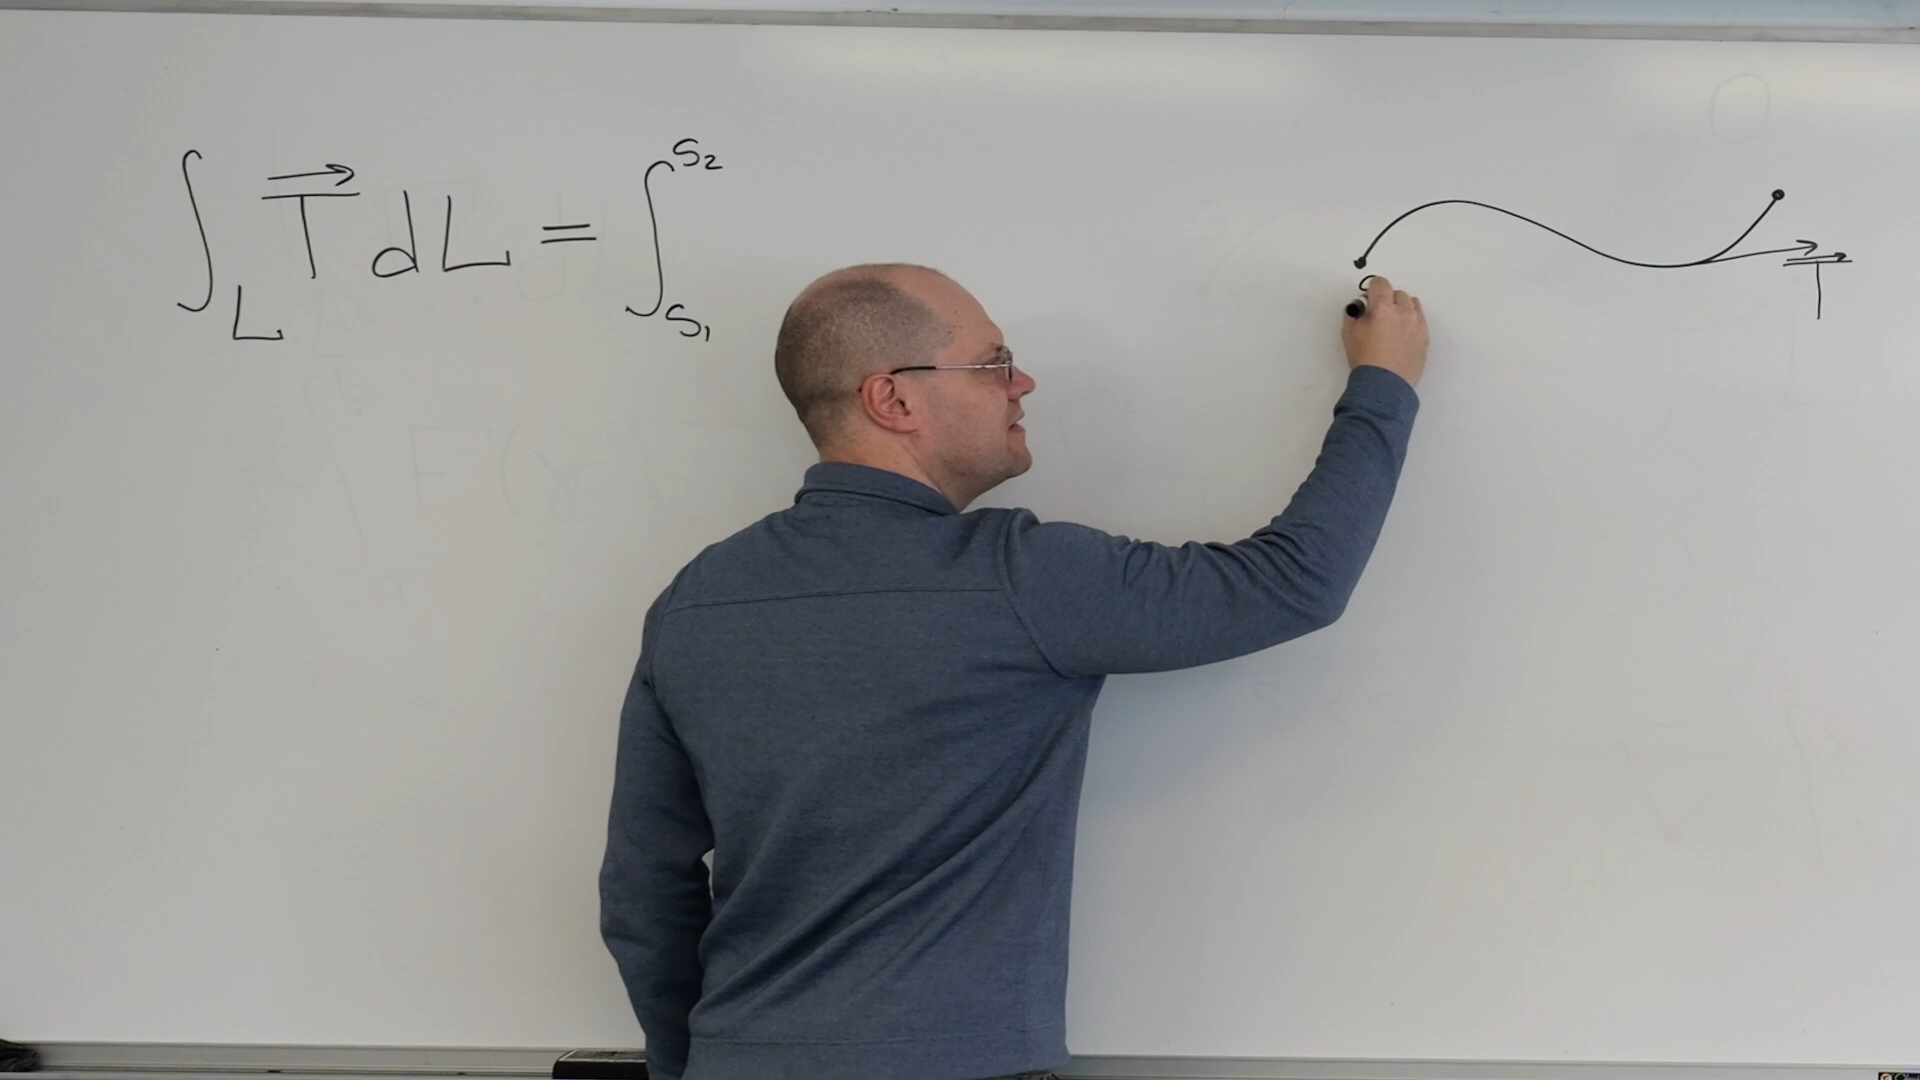 ∫_L T⃗ dL = ∫_{S₁}^{S₂}
T⃗